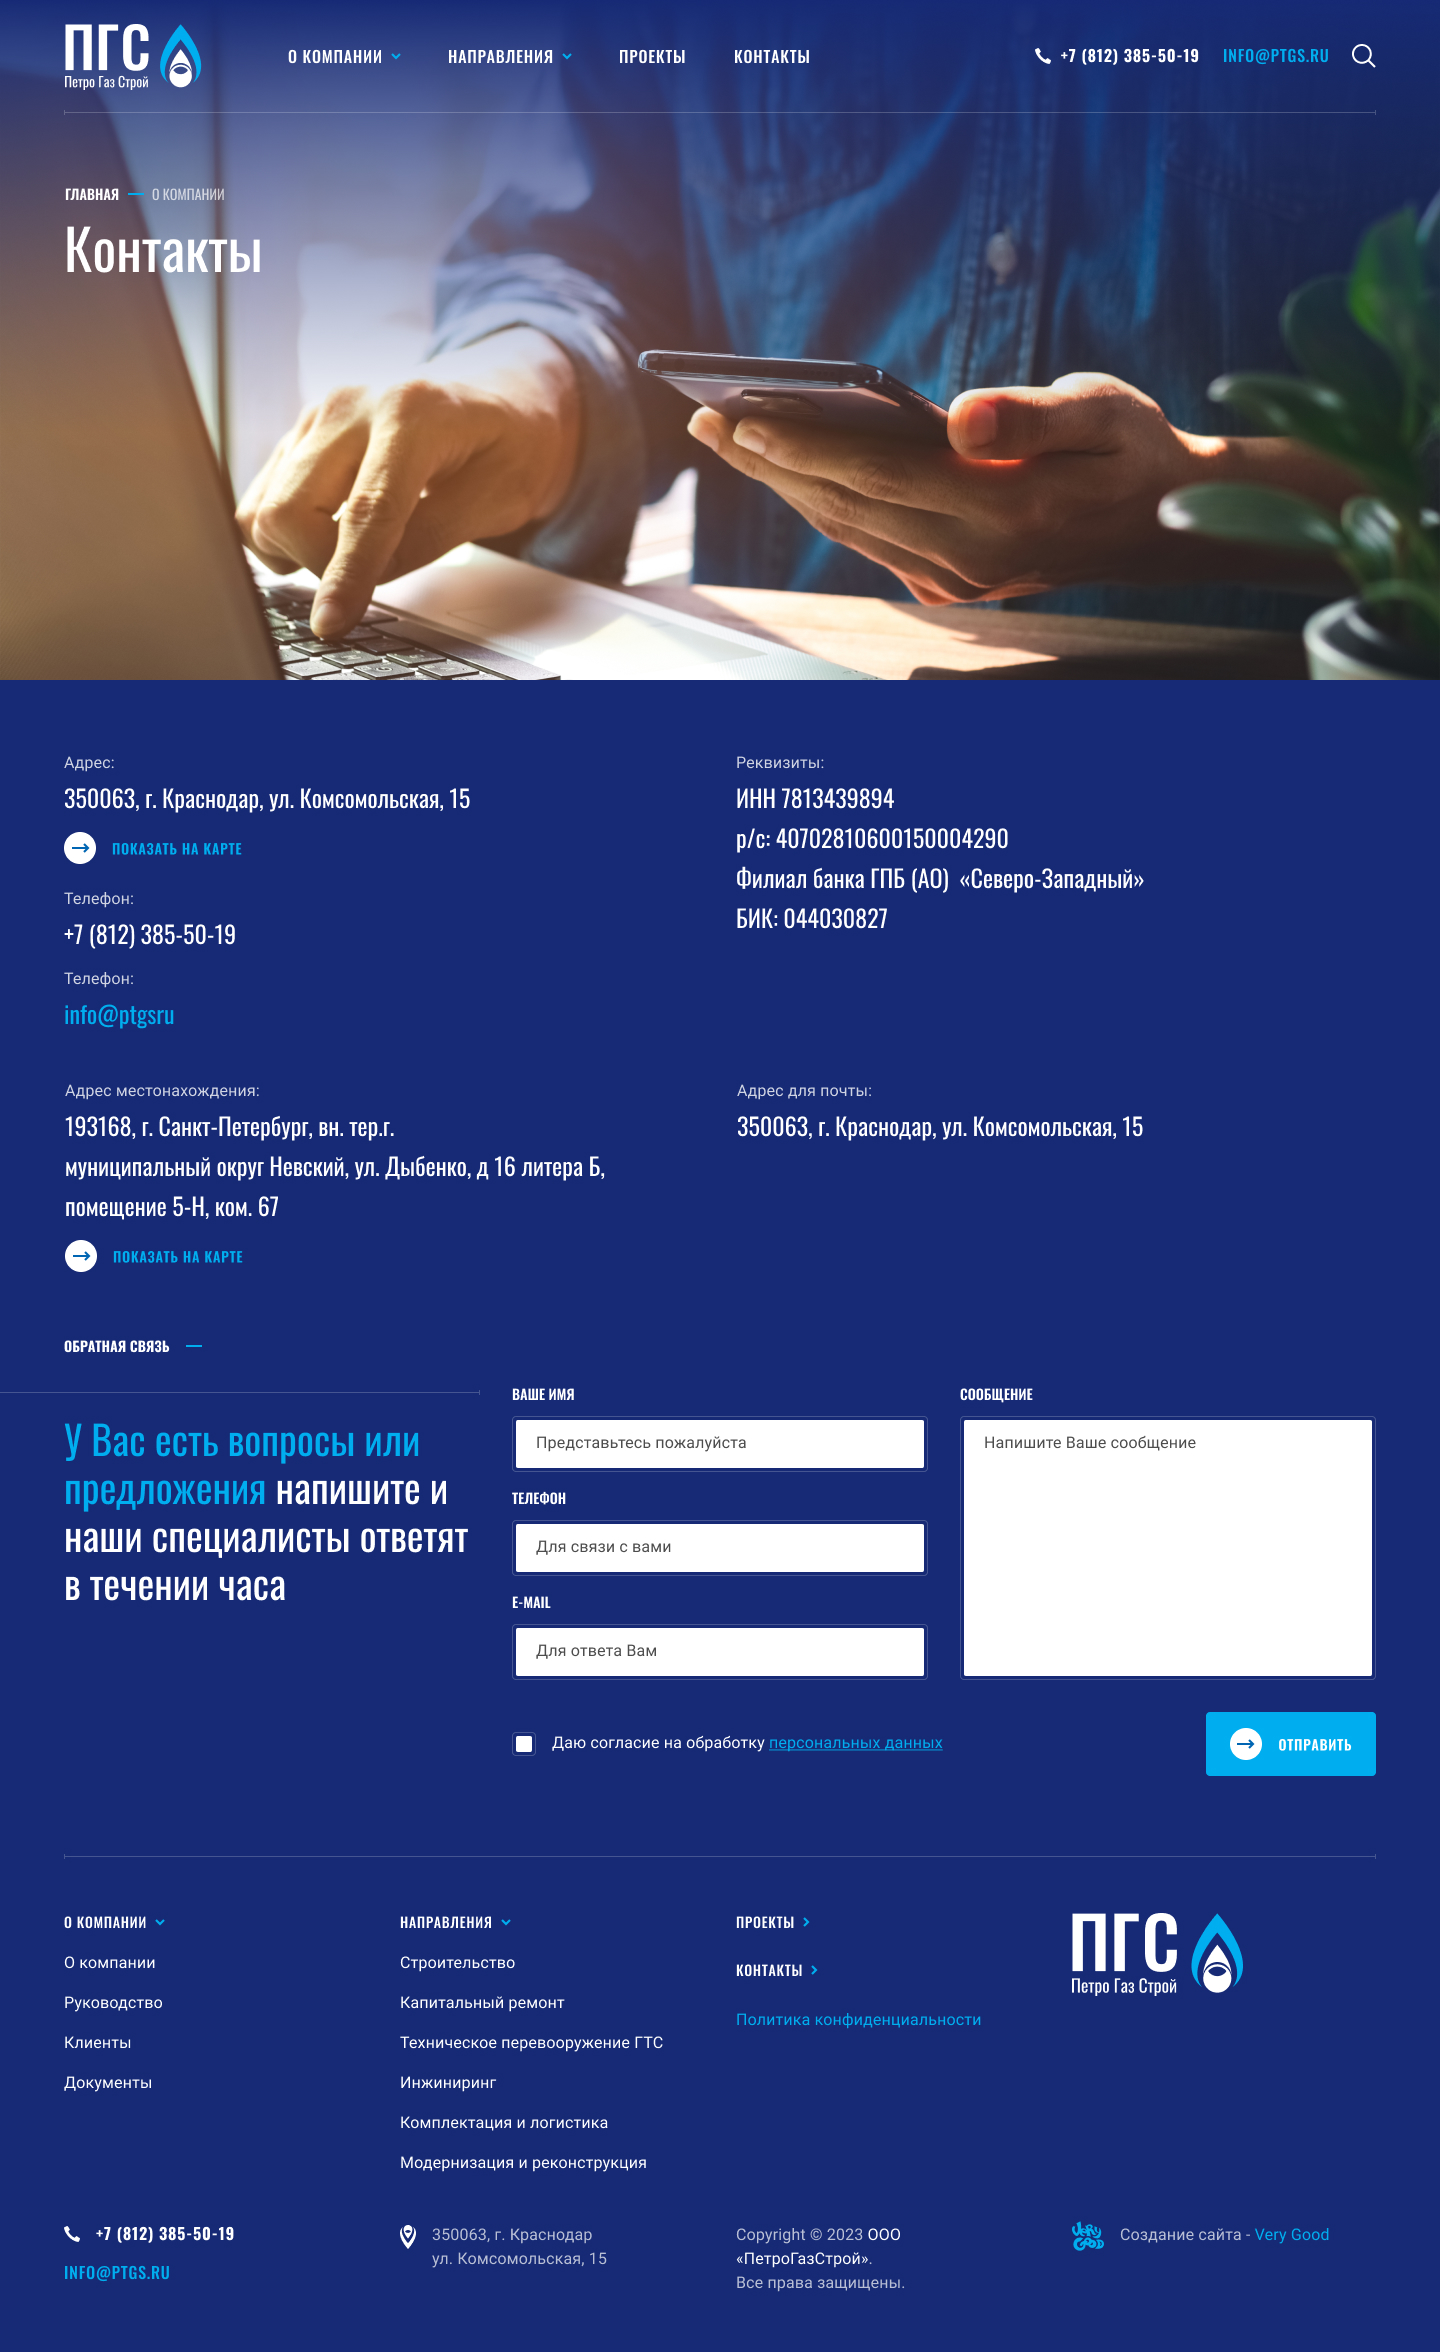 ПГС
Петро Газ Строй
О КОМПАНИИ
НАПРАВЛЕНИЯ
ПРОЕКТЫ
КОНТАКТЫ
+7 (812) 385-50-19
INFO@PTGS.RU
ГЛАВНАЯ — О КОМПАНИИ
Контакты
Адрес:
350063, г. Краснодар, ул. Комсомольская, 15
ПОКАЗАТЬ НА КАРТЕ
Телефон:
+7 (812) 385-50-19
Телефон:
info@ptgsru
Реквизиты:
ИНН 7813439894
р/с: 40702810600150004290
Филиал банка ГПБ (АО)  «Северо-Западный»
БИК: 044030827
Адрес местонахождения:
193168, г. Санкт-Петербург, вн. тер.г.
муниципальный округ Невский, ул. Дыбенко, д 16 литера Б,
помещение 5-Н, ком. 67
ПОКАЗАТЬ НА КАРТЕ
Адрес для почты:
350063, г. Краснодар, ул. Комсомольская, 15
ОБРАТНАЯ СВЯЗЬ —
У Вас есть вопросы или
предложения напишите и
наши специалисты ответят
в течении часа
ВАШЕ ИМЯ
Представьтесь пожалуйста
ТЕЛЕФОН
Для связи с вами
E-MAIL
Для ответа Вам
СООБЩЕНИЕ
Напишите Ваше сообщение
Даю согласие на обработку персональных данных
ОТПРАВИТЬ
О КОМПАНИИ
О компании
Руководство
Клиенты
Документы
НАПРАВЛЕНИЯ
Строительство
Капитальный ремонт
Техническое перевооружение ГТС
Инжиниринг
Комплектация и логистика
Модернизация и реконструкция
ПРОЕКТЫ
КОНТАКТЫ
Политика конфиденциальности
ПГС
Петро Газ Строй
+7 (812) 385-50-19
INFO@PTGS.RU
350063, г. Краснодар
ул. Комсомольская, 15
Copyright © 2023 ООО
«ПетроГазСтрой».
Все права защищены.
Very
Good
Создание сайта - Very Good